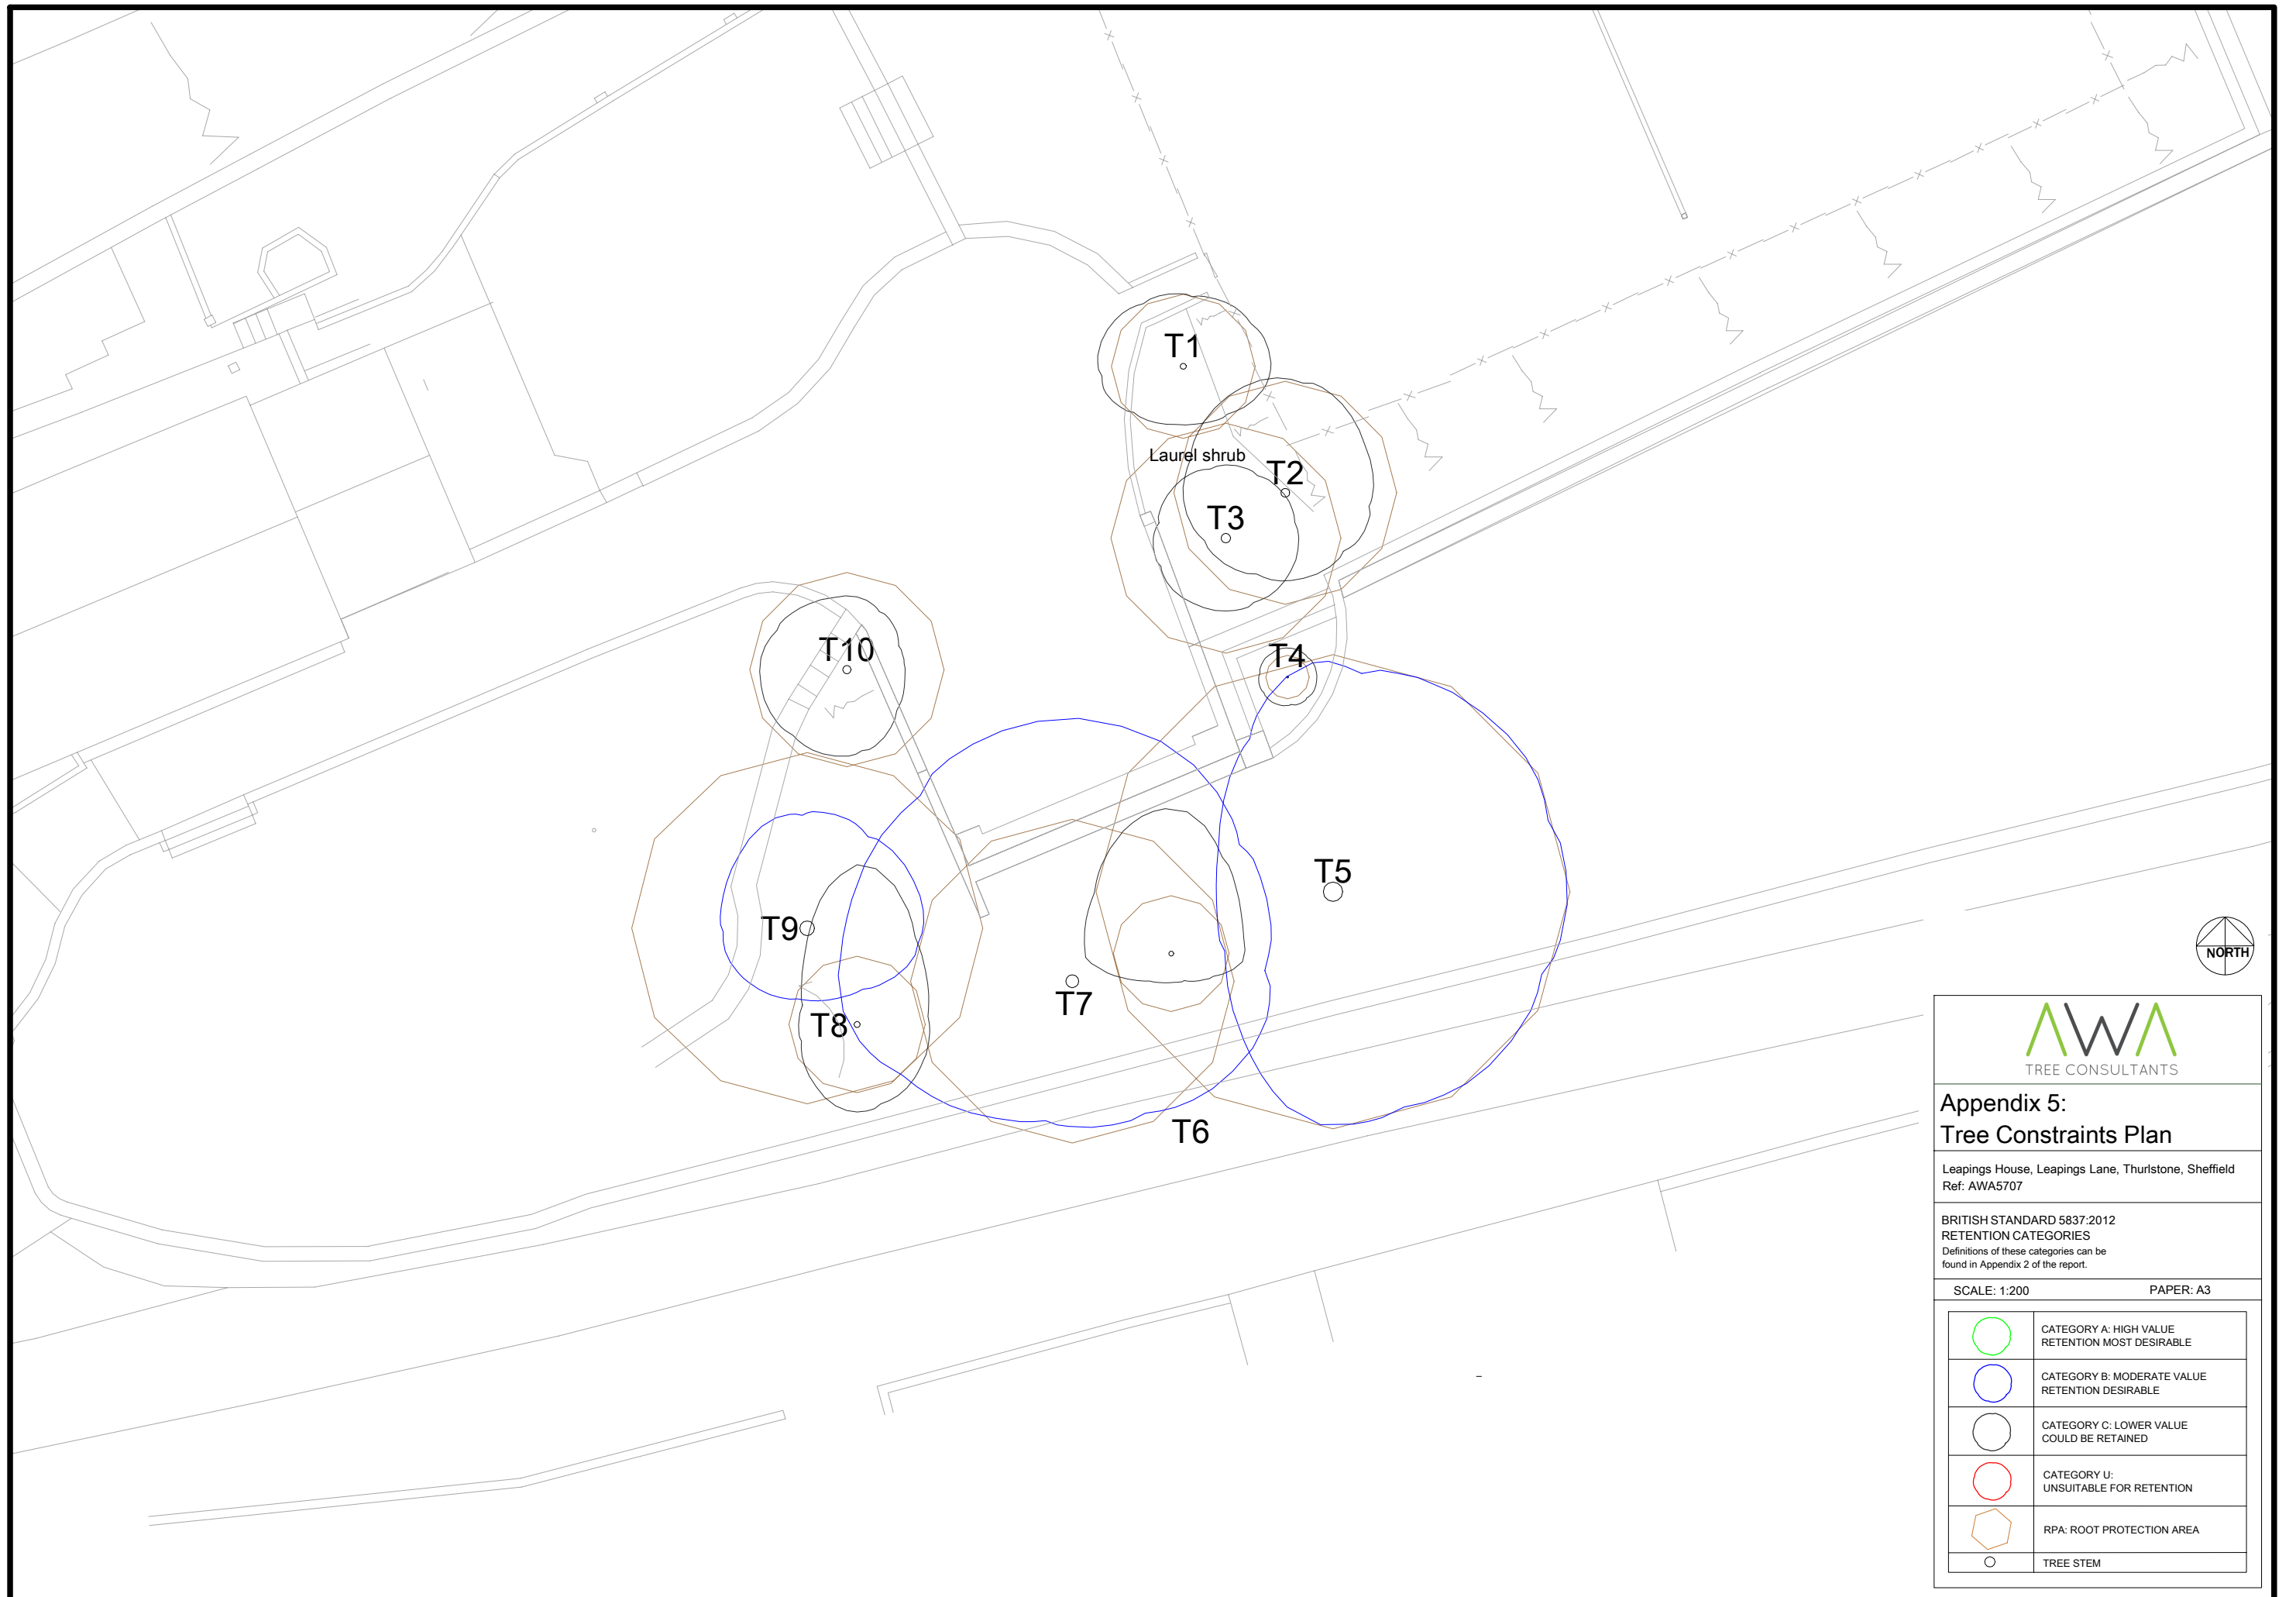 T1
Laurel shrub
T2
T3
T10
T4
T5
T9
T7
T8
T6
NORTH
AWA
TREE CONSULTANTS
Appendix 5:
Tree Constraints Plan
Leapings House, Leapings Lane, Thurlstone, Sheffield
Ref: AWA5707
BRITISH STANDARD 5837:2012
RETENTION CATEGORIES
Definitions of these categories can be
found in Appendix 2 of the report.
SCALE: 1:200 PAPER: A3
CATEGORY A: HIGH VALUE
RETENTION MOST DESIRABLE
CATEGORY B: MODERATE VALUE
RETENTION DESIRABLE
CATEGORY C: LOWER VALUE
COULD BE RETAINED
CATEGORY U:
UNSUITABLE FOR RETENTION
RPA: ROOT PROTECTION AREA
TREE STEM